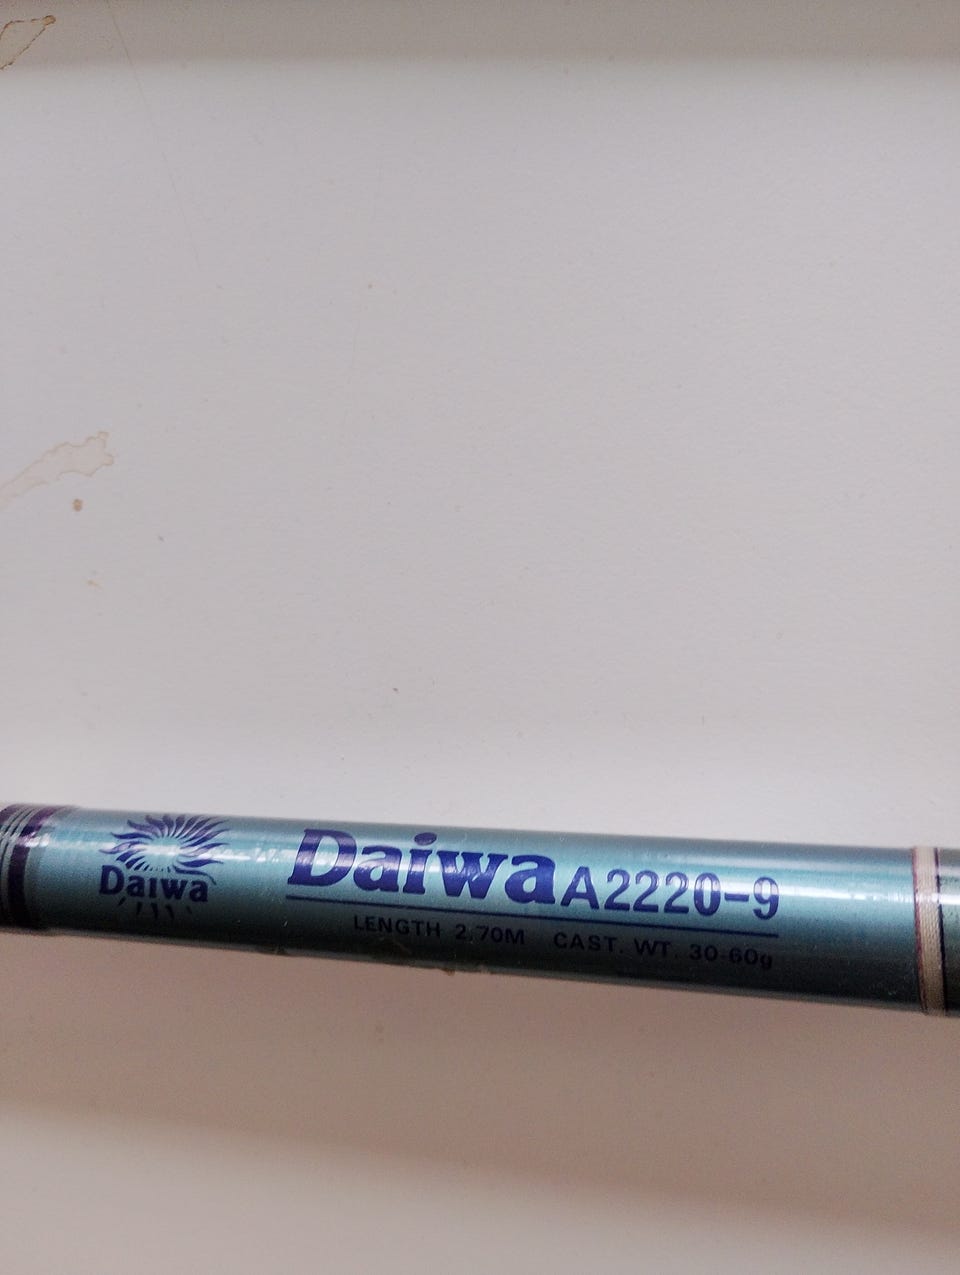 Daiwa
Daiwa A2220-9
LENGTH 2.70M CAST. WT. 30-60g